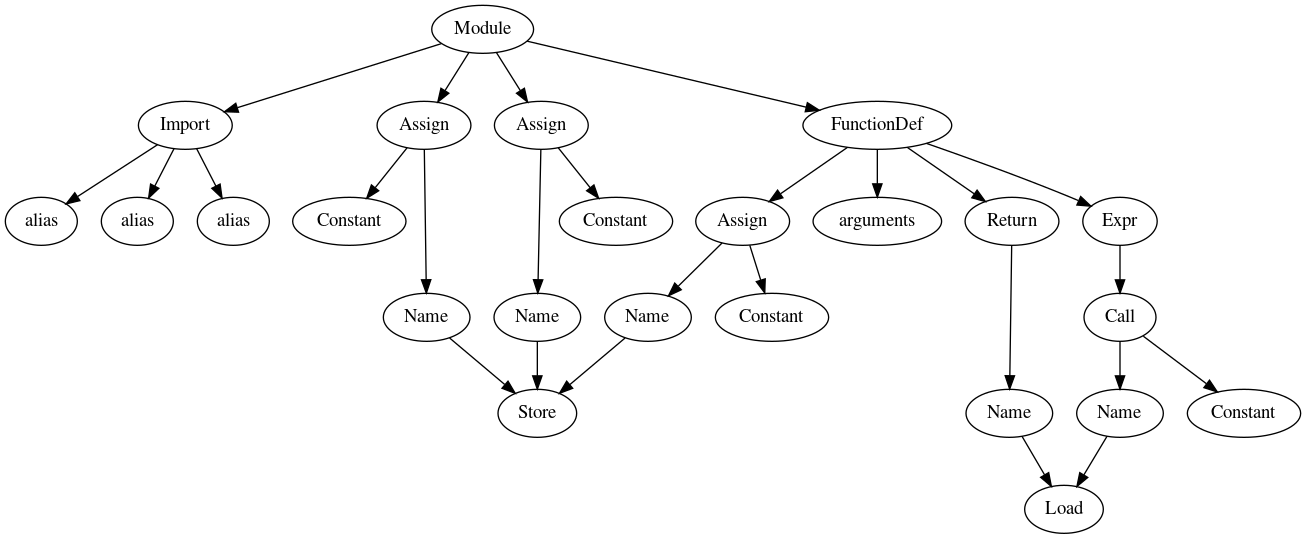 Module
Import
Assign
Assign
FunctionDef
alias
alias
alias
Constant
Constant
Assign
arguments
Return
Expr
Name
Name
Name
Constant
Call
Store
Name
Name
Constant
Load